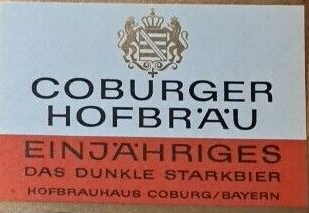 COBURGER
HOFBRÄU
EINJÄHRIGES
DAS DUNKLE STARKBIER
HOFBRAUHAUS COBURG/BAYERN